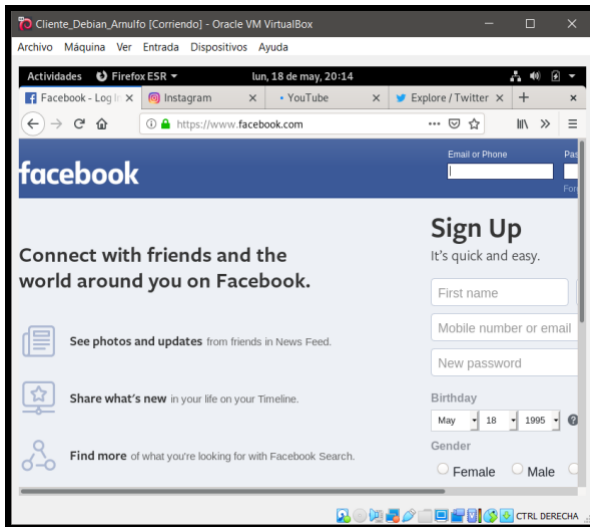 Cliente_Debian_Arnulfo [Corriendo] - Oracle VM VirtualBox
Archivo Máquina Ver Entrada Dispositivos Ayuda
Actividades Firefox ESR lun, 18 de may, 20:14
Facebook - Log In Instagram YouTube Explore / Twitter
https://www.facebook.com
Email or Phone Pas
facebook
For
Sign Up
It's quick and easy.
Connect with friends and the
world around you on Facebook.
First name
Mobile number or email
New password
See photos and updates from friends in News Feed.
Share what's new in your life on your Timeline.
Birthday
May 18 1995
Gender
Female Male
Find more of what you're looking for with Facebook Search.
CTRL DERECHA